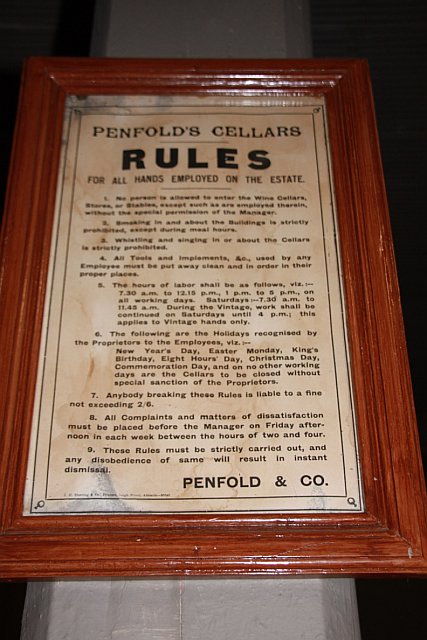 PENFOLD'S CELLARS
RULES
FOR ALL HANDS EMPLOYED ON THE ESTATE.
1. No person is allowed to enter the Wine Cellars,
Stores, or Stables, except such as are employed therein,
without the special permission of the Manager.
2. Smoking in and about the Buildings is strictly
prohibited, except during meal hours.
3. Whistling and singing in or about the Cellars
is strictly prohibited.
4. All Tools and Implements, &c., used by any
Employee must be put away clean and in order in their
proper places.
5. The hours of labor shall be as follows, viz.:—
7.30 a.m. to 12.15 p.m., 1 p.m. to 5 p.m., on
all working days. Saturdays:—7.30 a.m. to
11.45 a.m. During the Vintage, work shall be
continued on Saturdays until 4 p.m.; this
applies to Vintage hands only.
6. The following are the Holidays recognised by
the Proprietors to the Employees, viz.:—
New Year's Day, Easter Monday, King's
Birthday, Eight Hours' Day, Christmas Day,
Commemoration Day, and on no other working
days are the Cellars to be closed without
special sanction of the Proprietors.
7. Anybody breaking these Rules is liable to a fine
not exceeding 2/6.
8. All Complaints and matters of dissatisfaction
must be placed before the Manager on Friday after-
noon in each week between the hours of two and four.
9. These Rules must be strictly carried out, and
any disobedience of same will result in instant
dismissal.
PENFOLD & CO.